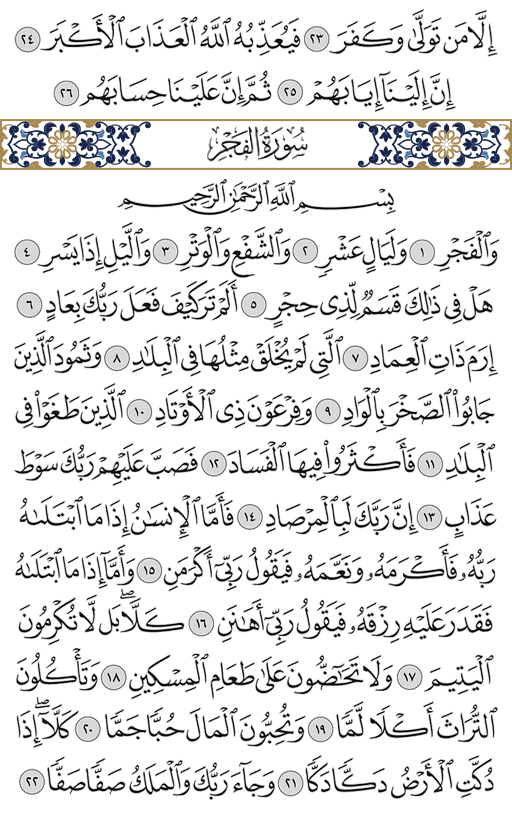 إِلَّا مَن تَوَلَّىٰ وَكَفَرَ ٢٣ فَيُعَذِّبُهُ ٱللَّهُ ٱلْعَذَابَ ٱلْأَكْبَرَ ٢٤
إِنَّ إِلَيْنَآ إِيَابَهُمْ ٢٥ ثُمَّ إِنَّ عَلَيْنَا حِسَابَهُم ٢٦
سُورَةُ الفَجْرِ
بِسْمِ ٱللَّهِ ٱلرَّحْمَٰنِ ٱلرَّحِيمِ
وَٱلْفَجْرِ ١ وَلَيَالٍ عَشْرٍ ٢ وَٱلشَّفْعِ وَٱلْوَتْرِ ٣ وَٱلَّيْلِ إِذَا يَسْرِ ٤
هَلْ فِى ذَٰلِكَ قَسَمٌ لِّذِى حِجْرٍ ٥ أَلَمْ تَرَ كَيْفَ فَعَلَ رَبُّكَ بِعَادٍ ٦
إِرَمَ ذَاتِ ٱلْعِمَادِ ٧ ٱلَّتِى لَمْ يُخْلَقْ مِثْلُهَا فِى ٱلْبِلَٰدِ ٨ وَثَمُودَ ٱلَّذِينَ
جَابُوا۟ ٱلصَّخْرَ بِٱلْوَادِ ٩ وَفِرْعَوْنَ ذِى ٱلْأَوْتَادِ ١٠ ٱلَّذِينَ طَغَوْا۟ فِى
ٱلْبِلَٰدِ ١١ فَأَكْثَرُوا۟ فِيهَا ٱلْفَسَادَ ١٢ فَصَبَّ عَلَيْهِمْ رَبُّكَ سَوْطَ
عَذَابٍ ١٣ إِنَّ رَبَّكَ لَبِٱلْمِرْصَادِ ١٤ فَأَمَّا ٱلْإِنسَٰنُ إِذَا مَا ٱبْتَلَىٰهُ
رَبُّهُۥ فَأَكْرَمَهُۥ وَنَعَّمَهُۥ فَيَقُولُ رَبِّىٓ أَكْرَمَنِ ١٥ وَأَمَّآ إِذَا مَا ٱبْتَلَىٰهُ
فَقَدَرَ عَلَيْهِ رِزْقَهُۥ فَيَقُولُ رَبِّىٓ أَهَٰنَنِ ١٦ كَلَّا ۖ بَل لَّا تُكْرِمُونَ
ٱلْيَتِيمَ ١٧ وَلَا تَحَٰٓضُّونَ عَلَىٰ طَعَامِ ٱلْمِسْكِينِ ١٨ وَتَأْكُلُونَ
ٱلتُّرَاثَ أَكْلًا لَّمًّا ١٩ وَتُحِبُّونَ ٱلْمَالَ حُبًّا جَمًّا ٢٠ كَلَّآ ۖ إِذَا
دُكَّتِ ٱلْأَرْضُ دَكًّا دَكًّا ٢١ وَجَآءَ رَبُّكَ وَٱلْمَلَكُ صَفًّا صَفًّا ٢٢